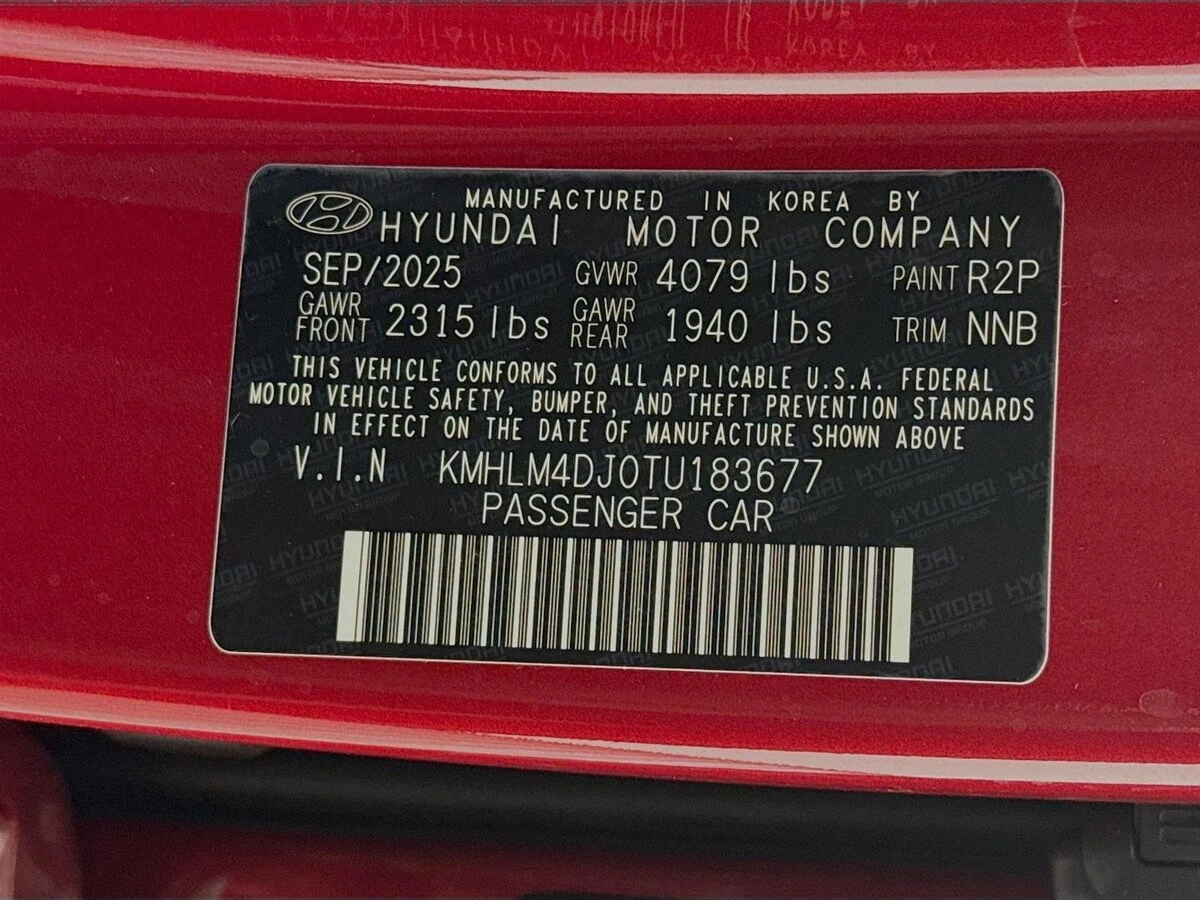 MANUFACTURED IN KOREA BY
HYUNDAI MOTOR COMPANY
SEP/2025 GVWR 4079 lbs PAINT R2P
GAWR FRONT 2315 lbs GAWR REAR 1940 lbs TRIM NNB
THIS VEHICLE CONFORMS TO ALL APPLICABLE U.S.A. FEDERAL
MOTOR VEHICLE SAFETY, BUMPER, AND THEFT PREVENTION STANDARDS
IN EFFECT ON THE DATE OF MANUFACTURE SHOWN ABOVE
V.I.N KMHLM4DJ0TU183677
PASSENGER CAR